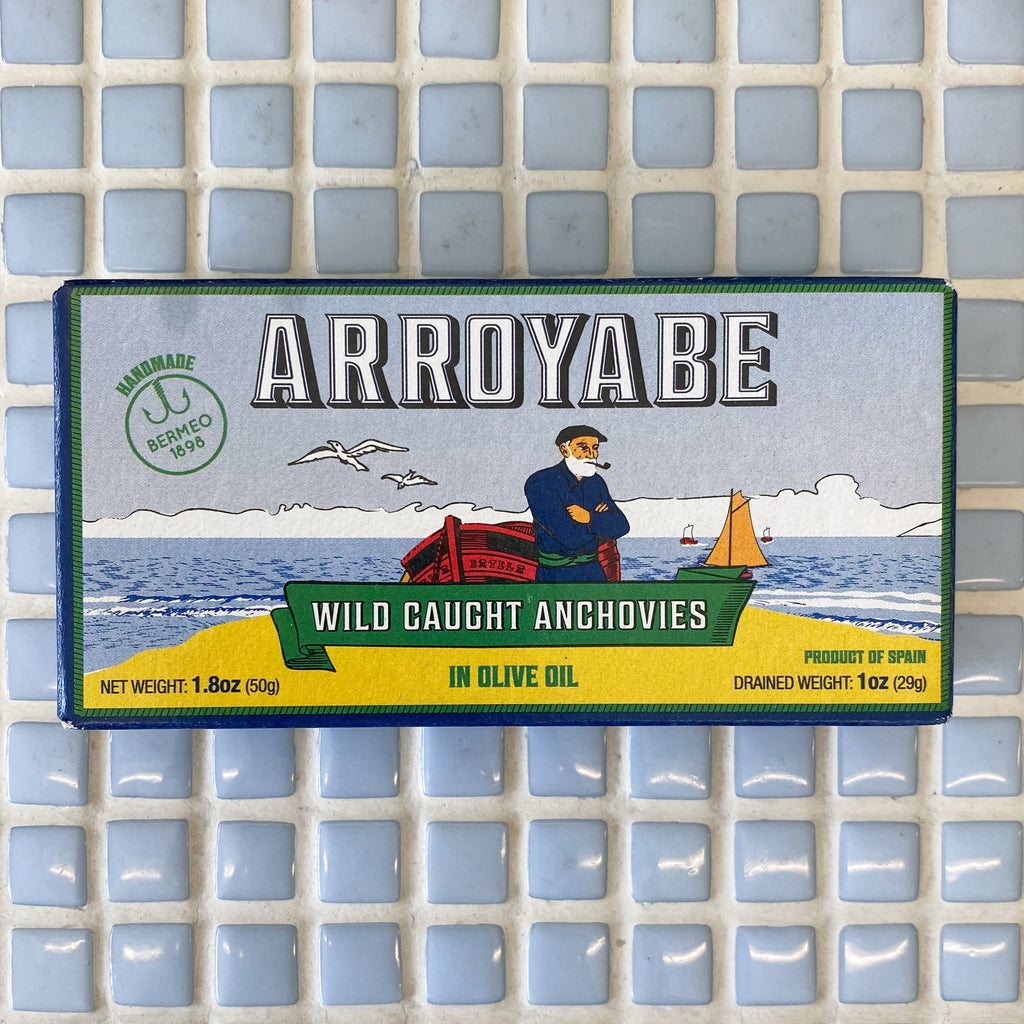 ARROYABE
HANDMADE
BERMEO
1898
WILD CAUGHT ANCHOVIES
IN OLIVE OIL
PRODUCT OF SPAIN
NET WEIGHT: 1.8oz (50g)
DRAINED WEIGHT: 1oz (29g)